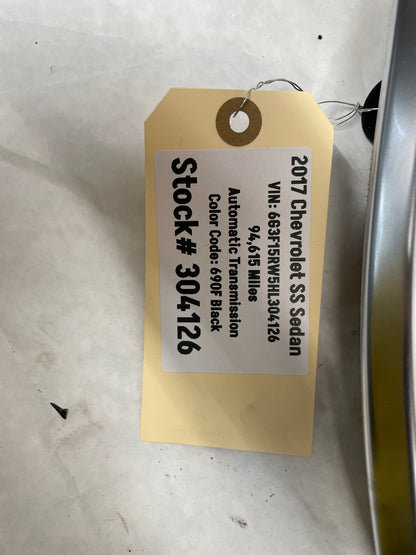 2017 Chevrolet SS Sedan
VIN: 6G3F15RW5HL304126
94,615 Miles
Automatic Transmission
Color Code: 690F Black
Stock# 304126